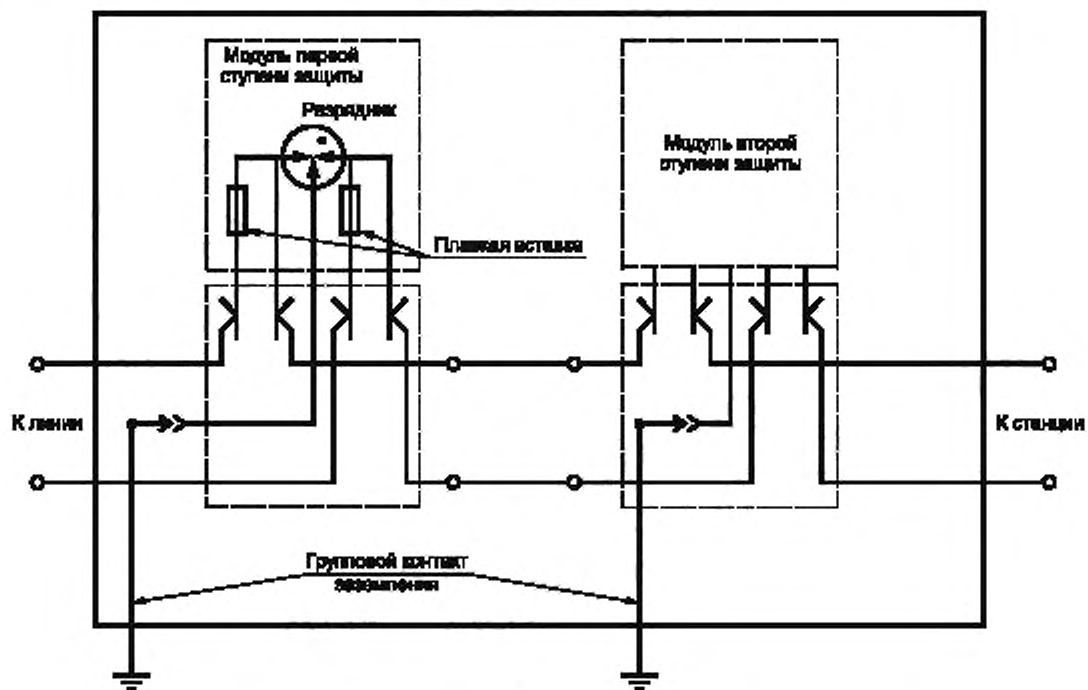 Модуль первой
ступени защиты
Разрядник
Модуль второй
ступени защиты
Плавкая вставка
К линии
К станции
Групповой контакт
заземления